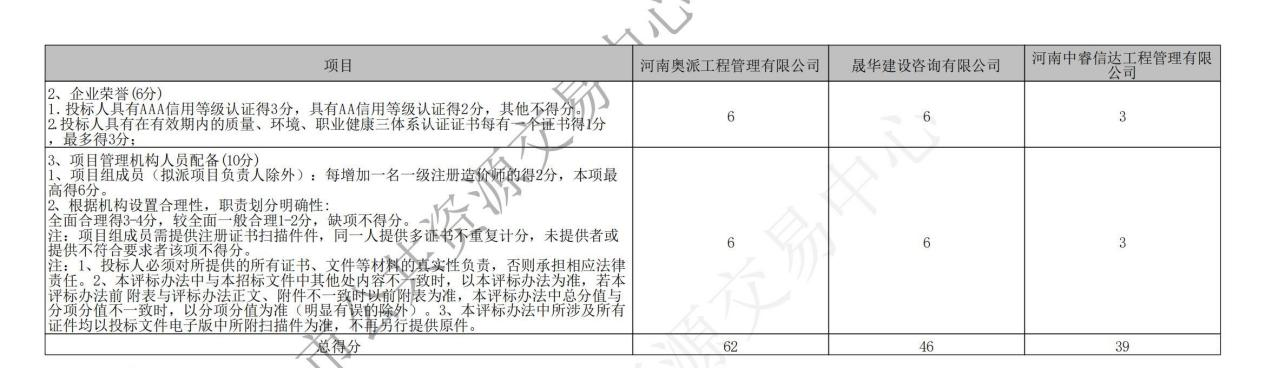 项目 河南奥派工程管理有限公司 晟华建设咨询有限公司 河南中睿信达工程管理有限
公司
2、企业荣誉(6分)
1.投标人具有AAA信用等级认证得3分，具有AA信用等级认证得2分，其他不得分。
2.投标人具有在有效期内的质量、环境、职业健康三体系认证证书每有一个证书得1分
，最多得3分；
6 6 3
3、项目管理机构人员配备(10分)
1、项目组成员（拟派项目负责人除外）：每增加一名一级注册造价师的得2分，本项最
高得6分。
2、根据机构设置合理性，职责划分明确性:
全面合理得3-4分，较全面一般合理1-2分，缺项不得分。
注：项目组成员需提供注册证书扫描件件，同一人提供多证书不重复计分，未提供者或
提供不符合要求者该项不得分。
注：1、投标人必须对所提供的所有证书、文件等材料的真实性负责，否则承担相应法律
责任。2、本评标办法中与本招标文件中其他处内容不一致时，以本评标办法为准，若本
评标办法前 附表与评标办法正文、附件不一致时以前附表为准，本评标办法中总分值与
分项分值不一致时，以分项分值为准（明显有误的除外）。3、本评标办法中所涉及所有
证件均以投标文件电子版中所附扫描件为准，不再另行提供原件。
6 6 3
总得分 62 46 39
市公共资源交易中心
资源交易中心